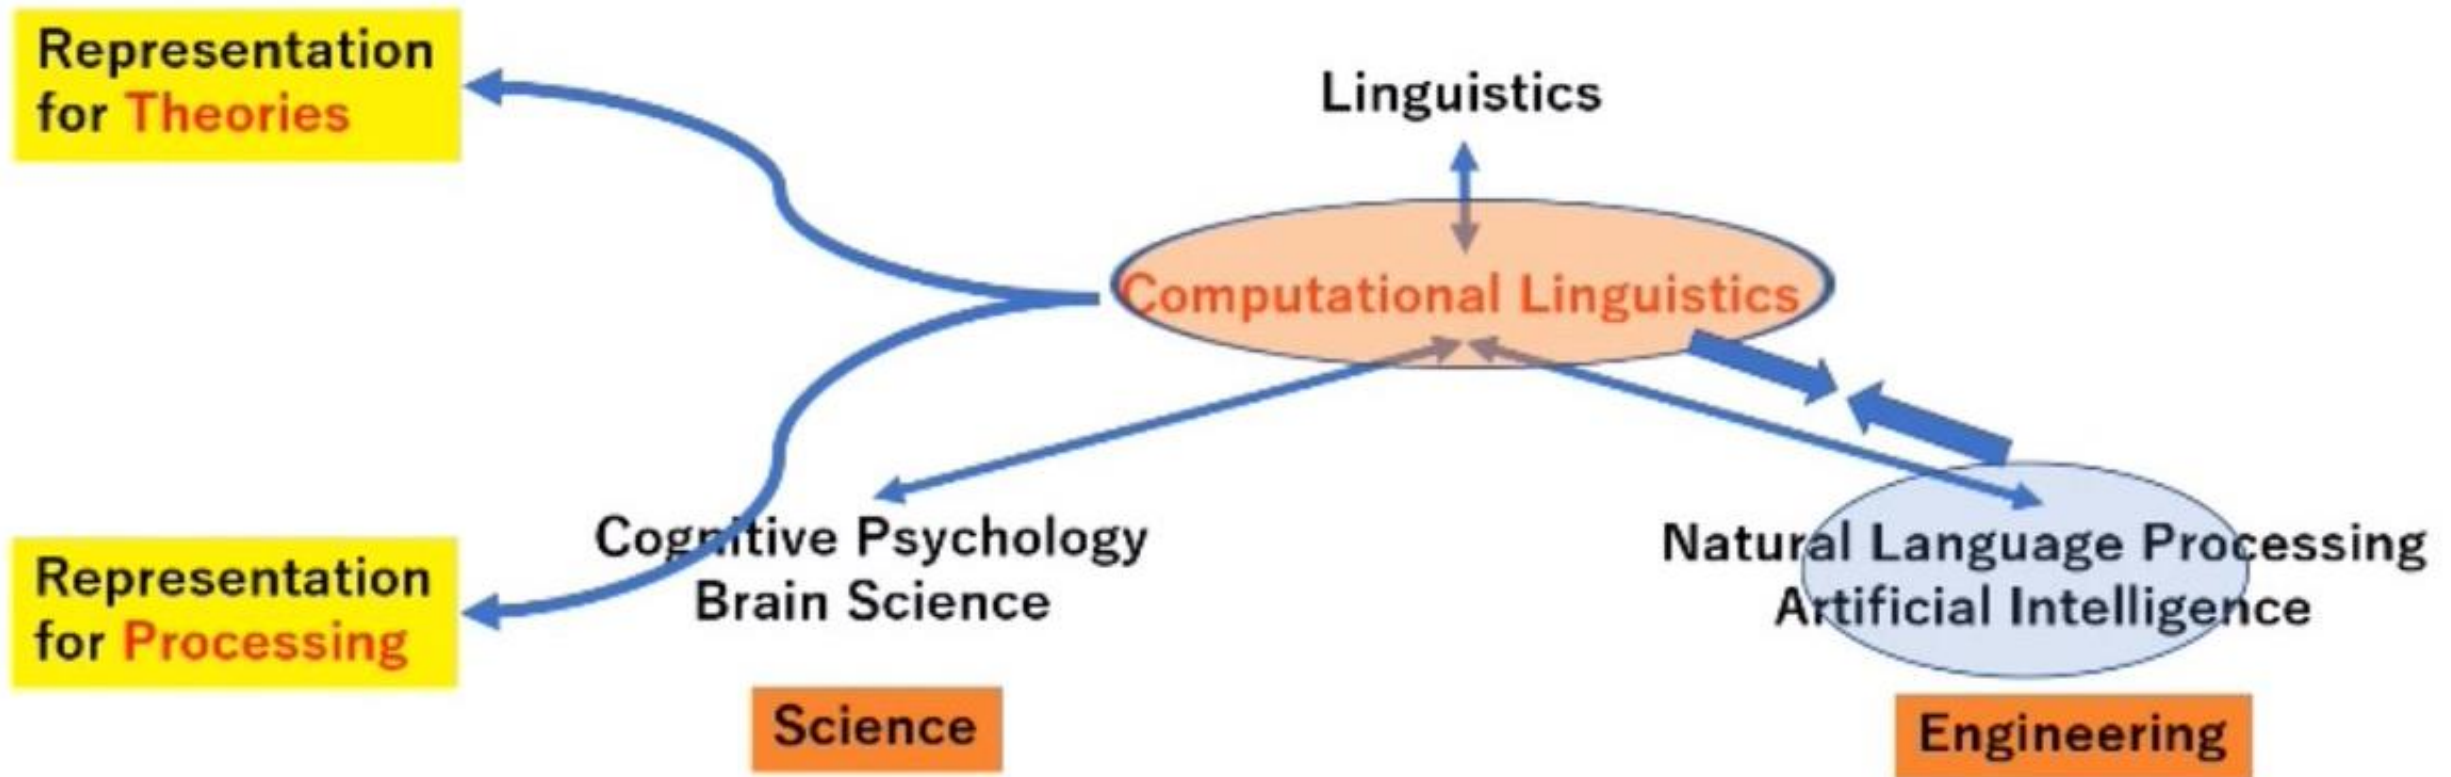 Representation
for Theories
Linguistics
Computational Linguistics
Cognitive Psychology
Brain Science
Natural Language Processing
Artificial Intelligence
Representation
for Processing
Science
Engineering